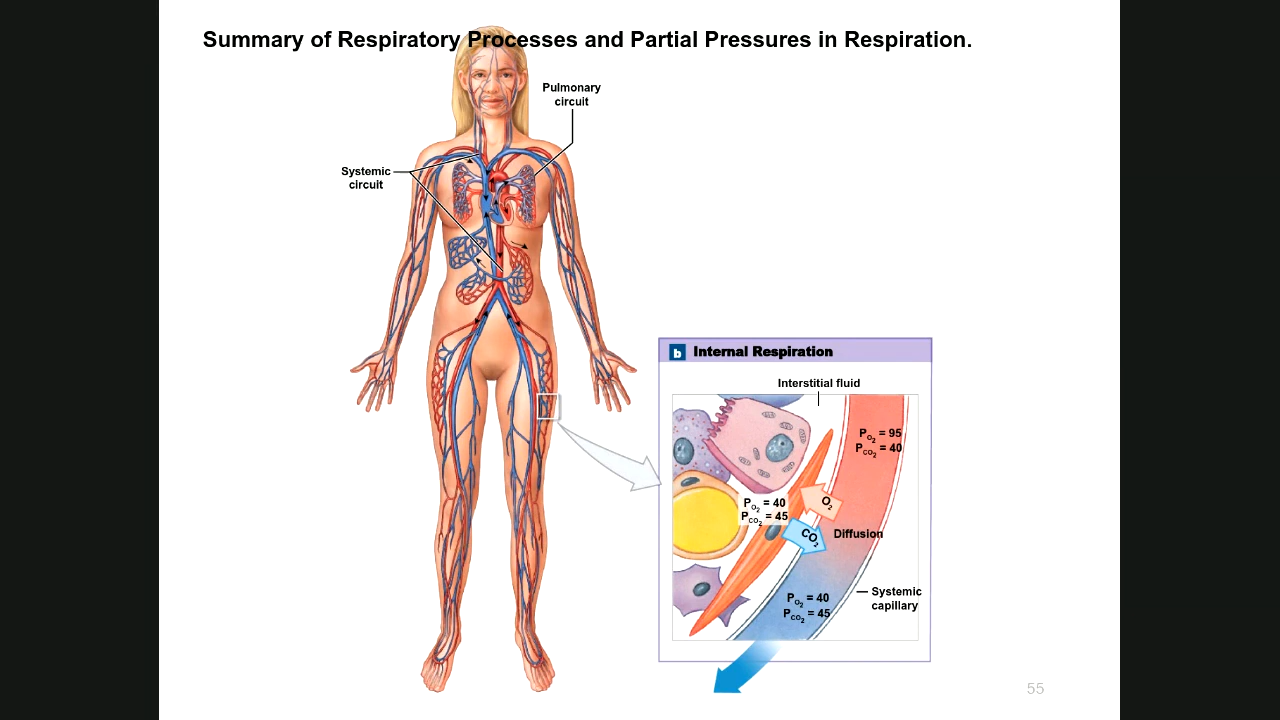 Summary of Respiratory Processes and Partial Pressures in Respiration.
Pulmonary
circuit
Systemic
circuit
b Internal Respiration
Interstitial fluid
PO2 = 95
PCO2 = 40
PO2 = 40
PCO2 = 45
O2
CO2
Diffusion
Systemic
capillary
PO2 = 40
PCO2 = 45
55